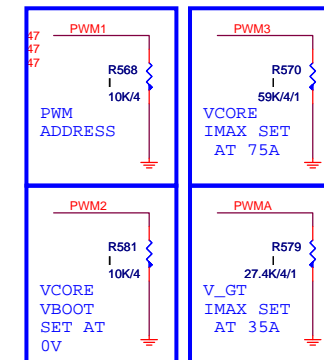 47
47
47
PWM1
R568
10K/4
PWM
ADDRESS
PWM3
R570
59K/4/1
VCORE
IMAX SET
AT 75A
PWM2
R581
10K/4
VCORE
VBOOT
SET AT
0V
PWMA
R579
27.4K/4/1
V_GT
IMAX SET
AT 35A